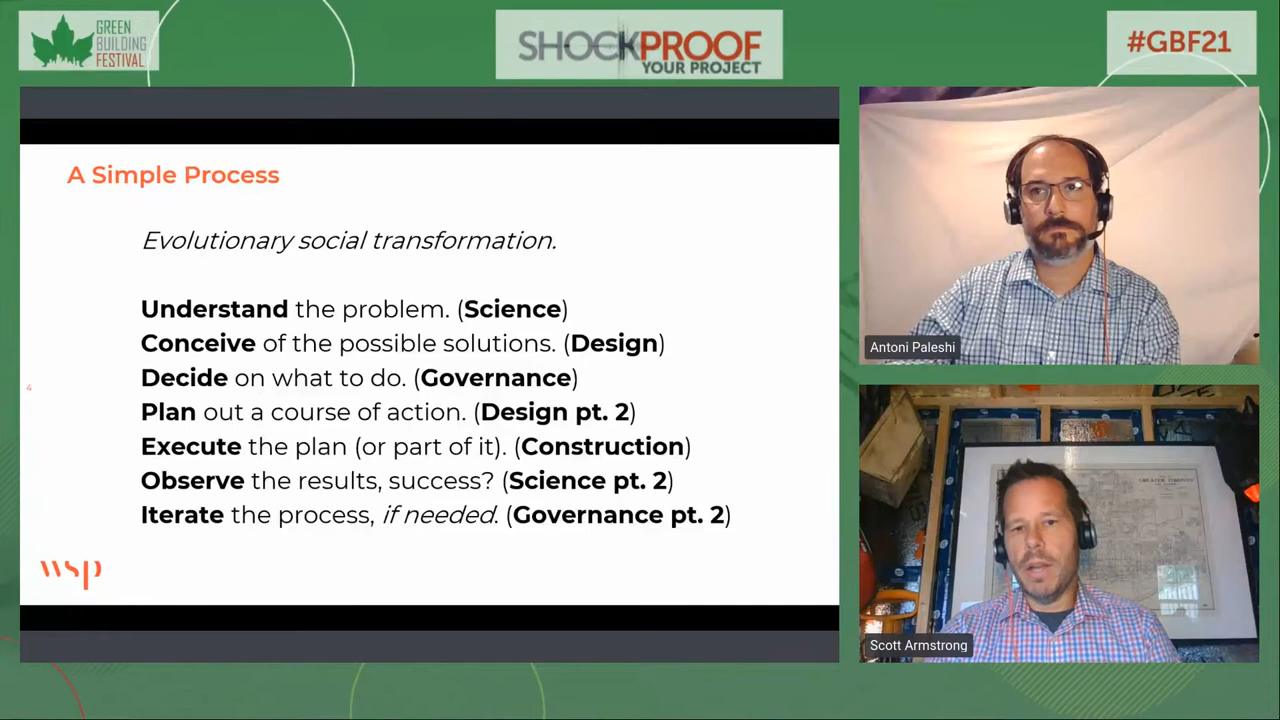 GREEN
BUILDING
FESTIVAL
SHOCKPROOF
YOUR PROJECT
#GBF21
A Simple Process
Evolutionary social transformation.
Understand the problem. (Science)
Conceive of the possible solutions. (Design)
Decide on what to do. (Governance)
4
Plan out a course of action. (Design pt. 2)
Execute the plan (or part of it). (Construction)
Observe the results, success? (Science pt. 2)
Iterate the process, if needed. (Governance pt. 2)
wsp
Antoni Paleshi
GREATER TORONTO
Scott Armstrong